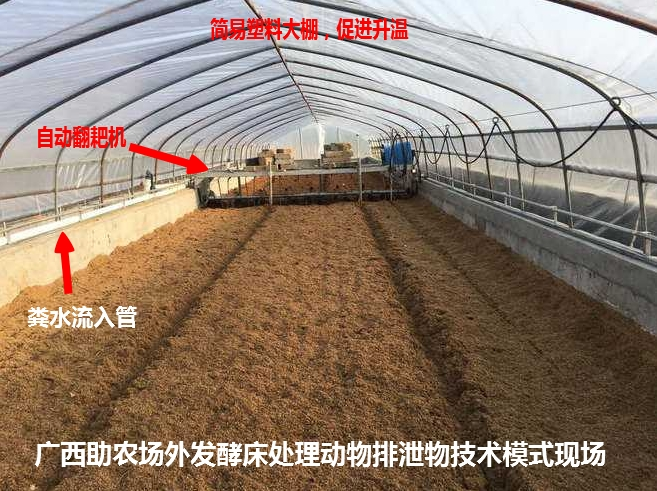 简易塑料大棚，促进升温
自动翻耙机
粪水流入管
广西助农场外发酵床处理动物排泄物技术模式现场